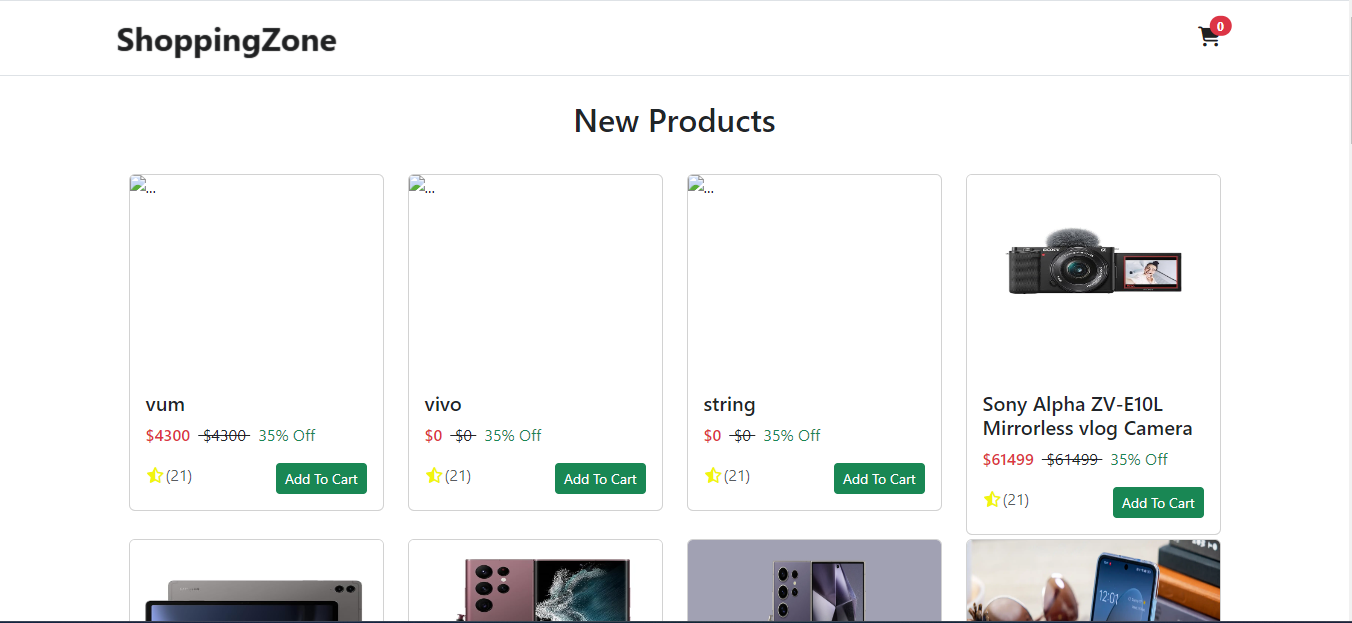 ShoppingZone
0
New Products
...
...
...
SONY
vum
vivo
string
Sony Alpha ZV-E10L
Mirrorless vlog Camera
$4300 $4300 35% Off
$0 $0 35% Off
$0 $0 35% Off
$61499 $61499 35% Off
(21) Add To Cart
(21) Add To Cart
(21) Add To Cart
(21) Add To Cart
12:01